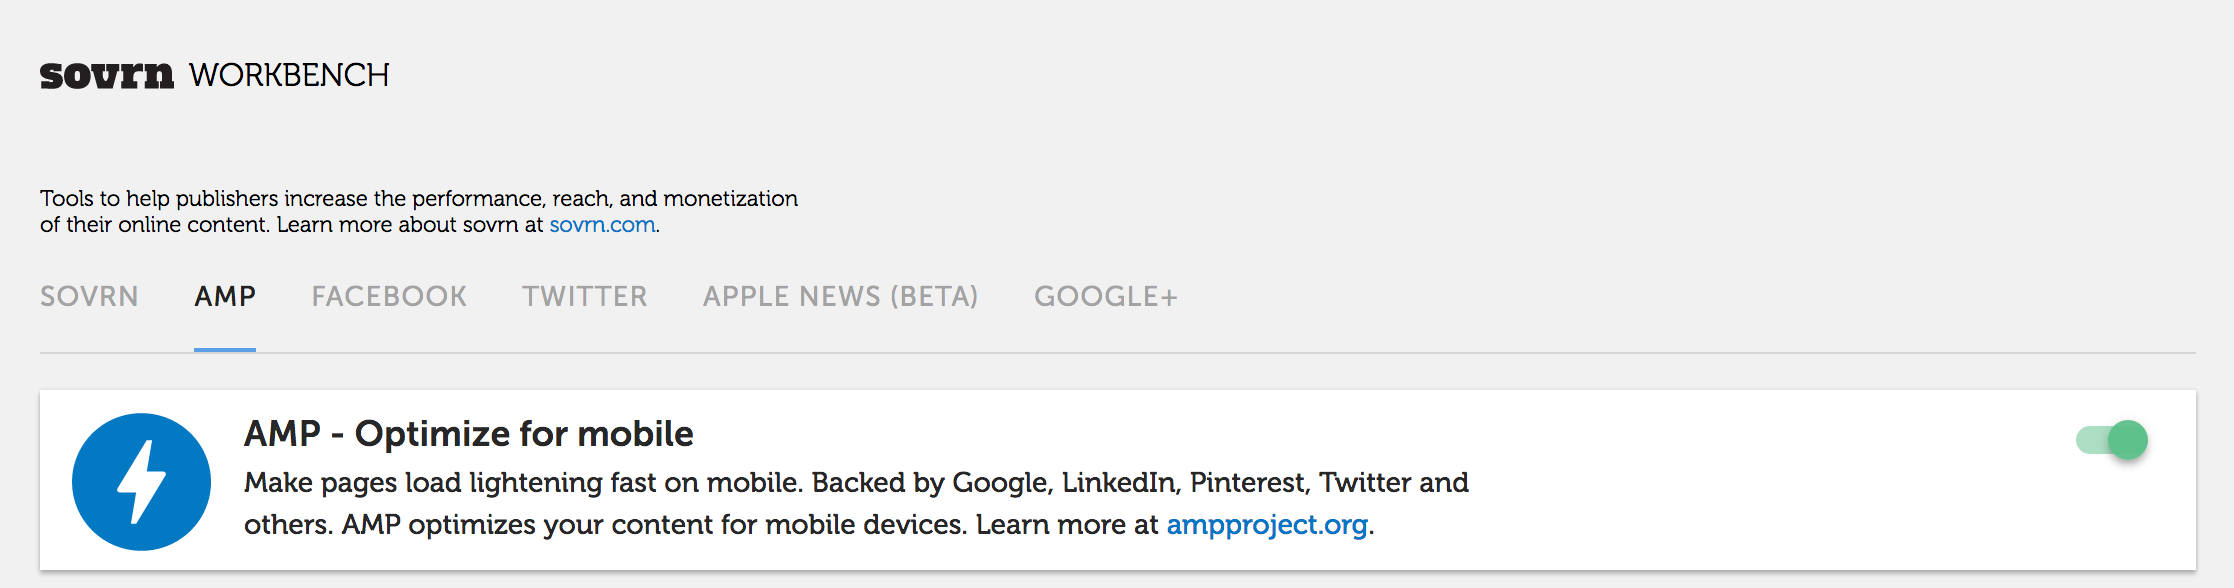 sovrn WORKBENCH
Tools to help publishers increase the performance, reach, and monetization
of their online content. Learn more about sovrn at sovrn.com.
SOVRN AMP FACEBOOK TWITTER APPLE NEWS (BETA) GOOGLE+
AMP - Optimize for mobile
Make pages load lightening fast on mobile. Backed by Google, LinkedIn, Pinterest, Twitter and
others. AMP optimizes your content for mobile devices. Learn more at ampproject.org.